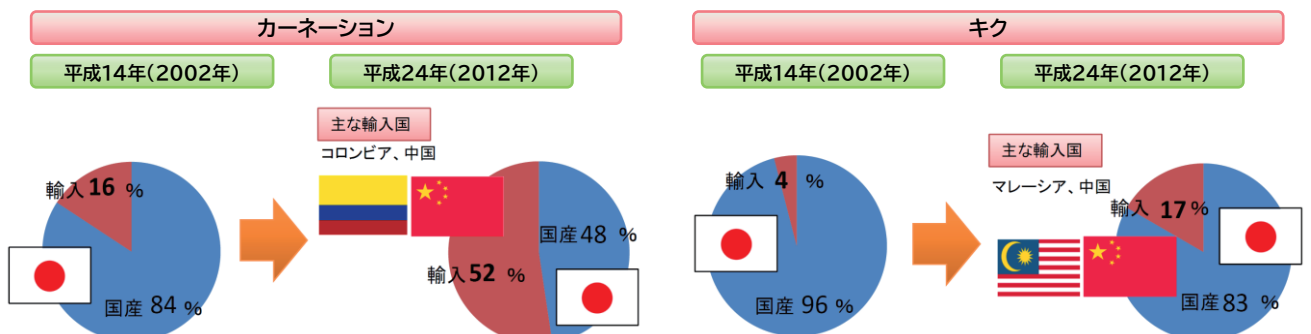 カーネーション
平成14年(2002年)
平成24年(2012年)
主な輸入国
コロンビア、中国
輸入 16 %
国産 84 %
国産 48 %
輸入 52 %
キク
平成14年(2002年)
平成24年(2012年)
主な輸入国
マレーシア、中国
輸入 4 %
国産 96 %
輸入 17 %
国産 83 %